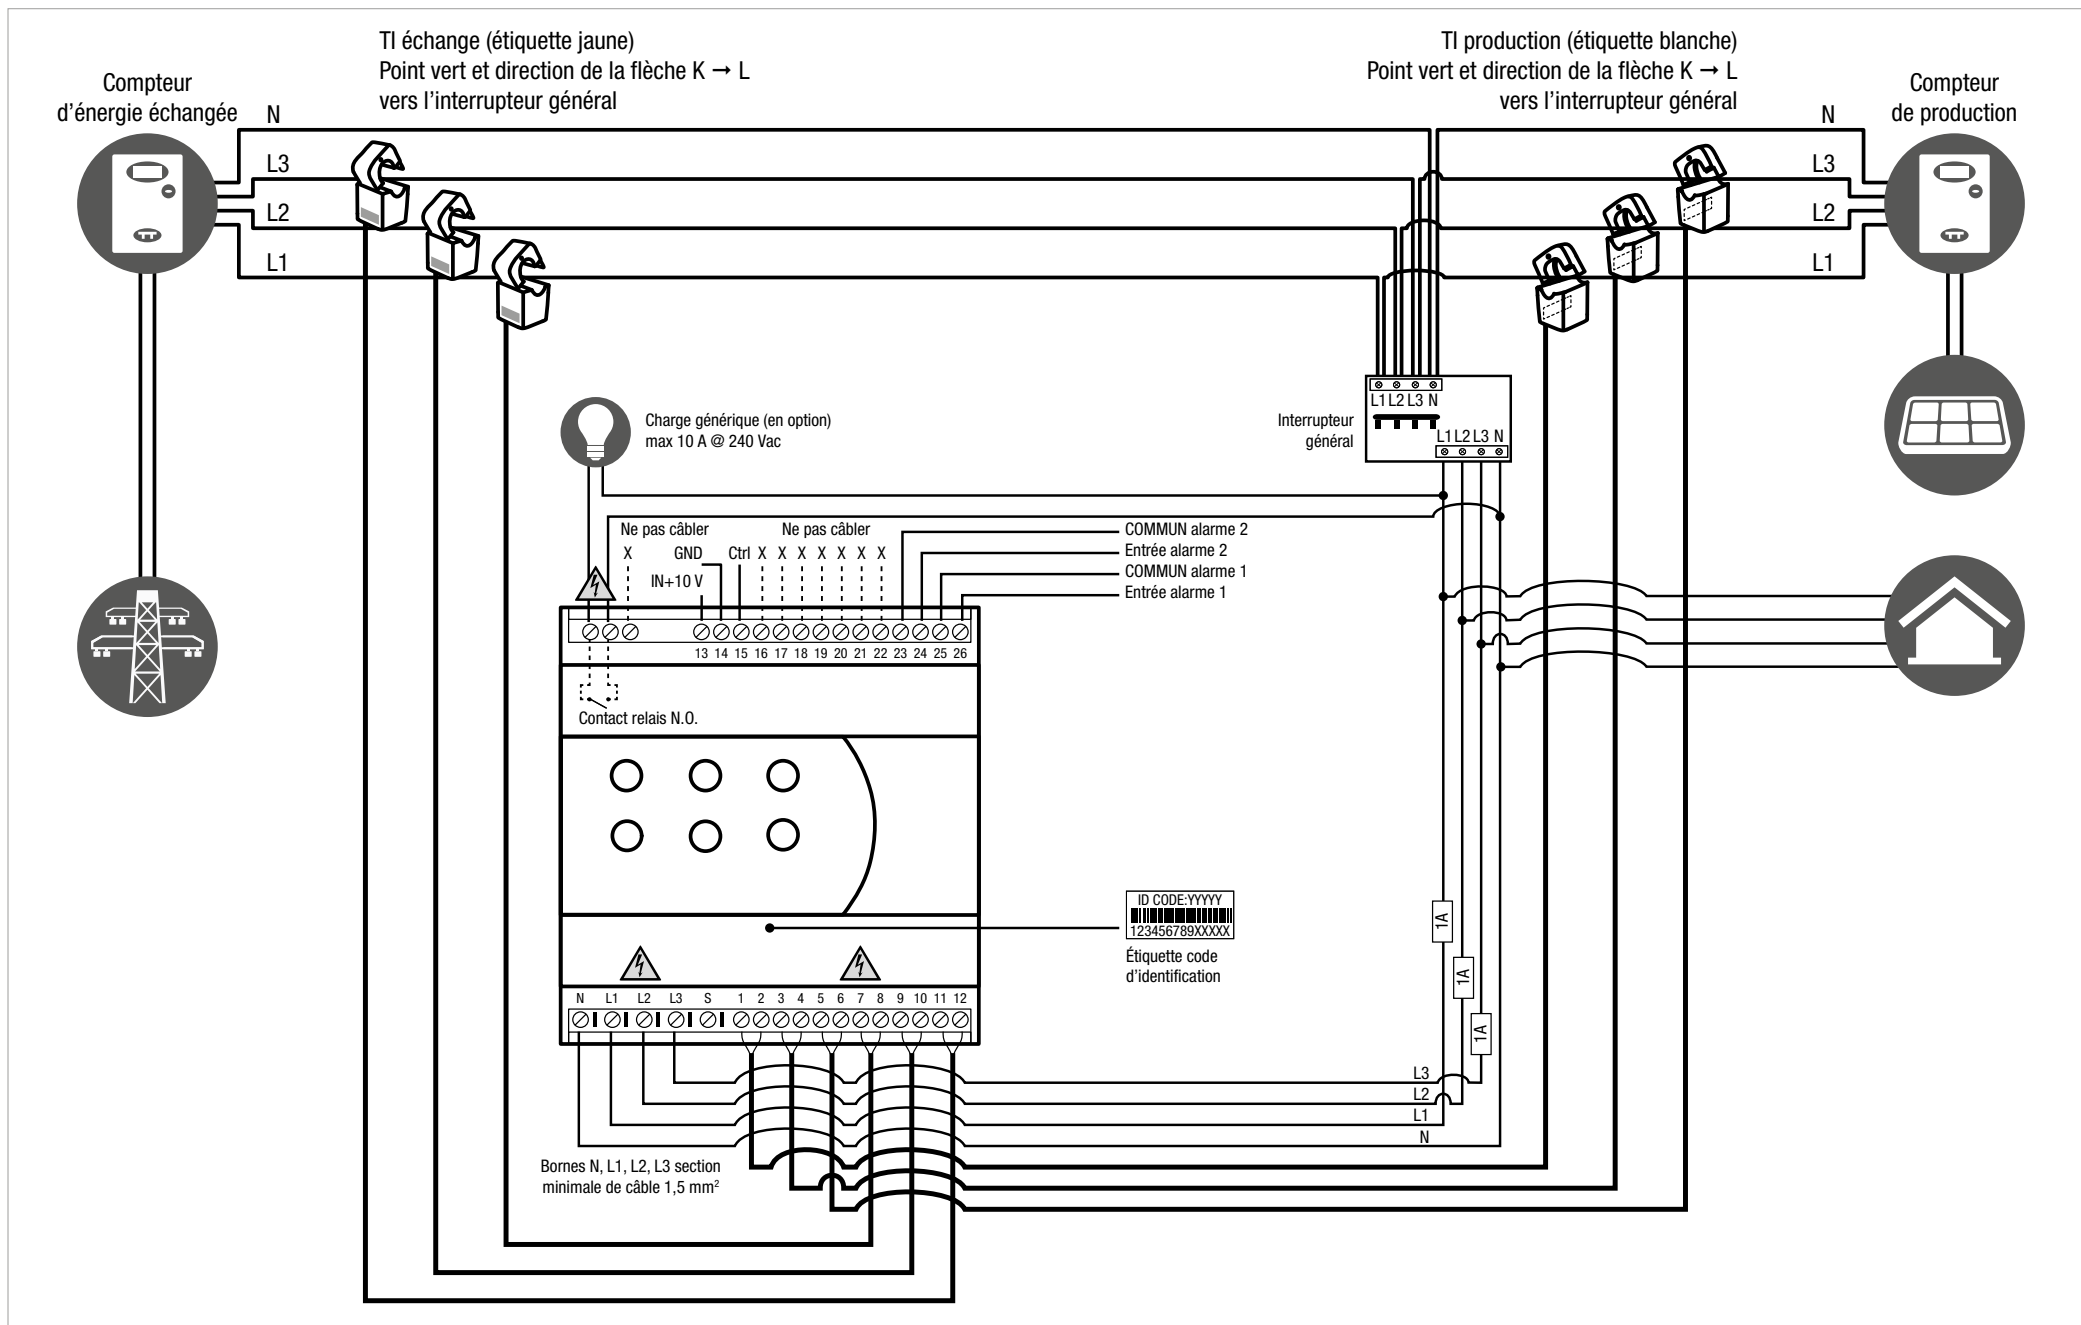 TI échange (étiquette jaune)
Point vert et direction de la flèche K → L
vers l’interrupteur général
TI production (étiquette blanche)
Point vert et direction de la flèche K → L
vers l’interrupteur général
Compteur
d’énergie échangée
Compteur
de production
N
L3
L2
L1
N
L3
L2
L1
L1 L2 L3 N
Interrupteur
général
L1 L2 L3 N
Charge générique (en option)
max 10 A @ 240 Vac
Ne pas câbler
X
GND
IN+10 V
Ctrl
Ne pas câbler
X X X X X X X
COMMUN alarme 2
Entrée alarme 2
COMMUN alarme 1
Entrée alarme 1
13 14 15 16 17 18 19 20 21 22 23 24 25 26
Contact relais N.O.
ID CODE:YYYYY
123456789XXXXX
Étiquette code
d’identification
1A
1A
1A
N L1 L2 L3 S 1 2 3 4 5 6 7 8 9 10 11 12
L3
L2
L1
N
Bornes N, L1, L2, L3 section
minimale de câble 1,5 mm²